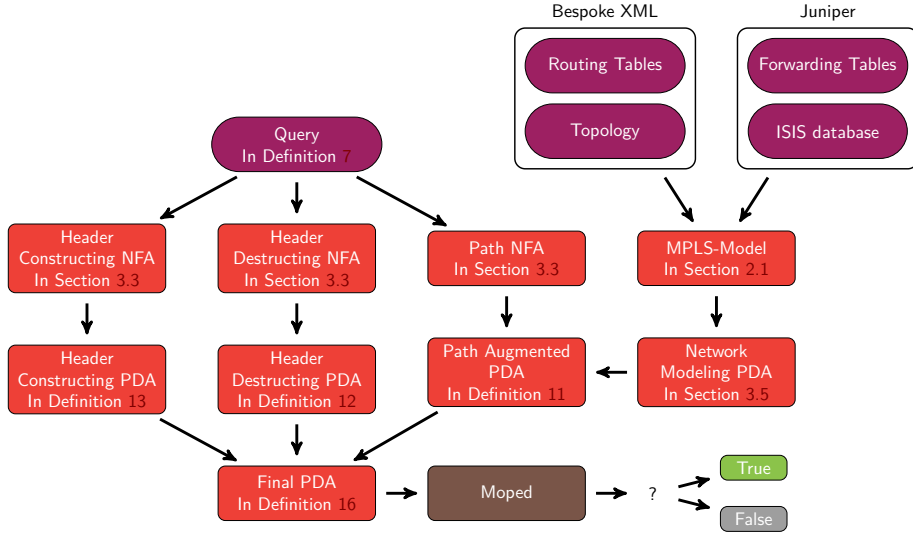 Bespoke XML
Juniper
Routing Tables
Forwarding Tables
Topology
ISIS database
Query
In Definition 7
Header
Constructing NFA
In Section 3.3
Header
Destructing NFA
In Section 3.3
Path NFA
In Section 3.3
MPLS-Model
In Section 2.1
Header
Constructing PDA
In Definition 13
Header
Destructing PDA
In Definition 12
Path Augmented
PDA
In Definition 11
Network
Modeling PDA
In Section 3.5
Final PDA
In Definition 16
Moped
?
True
False